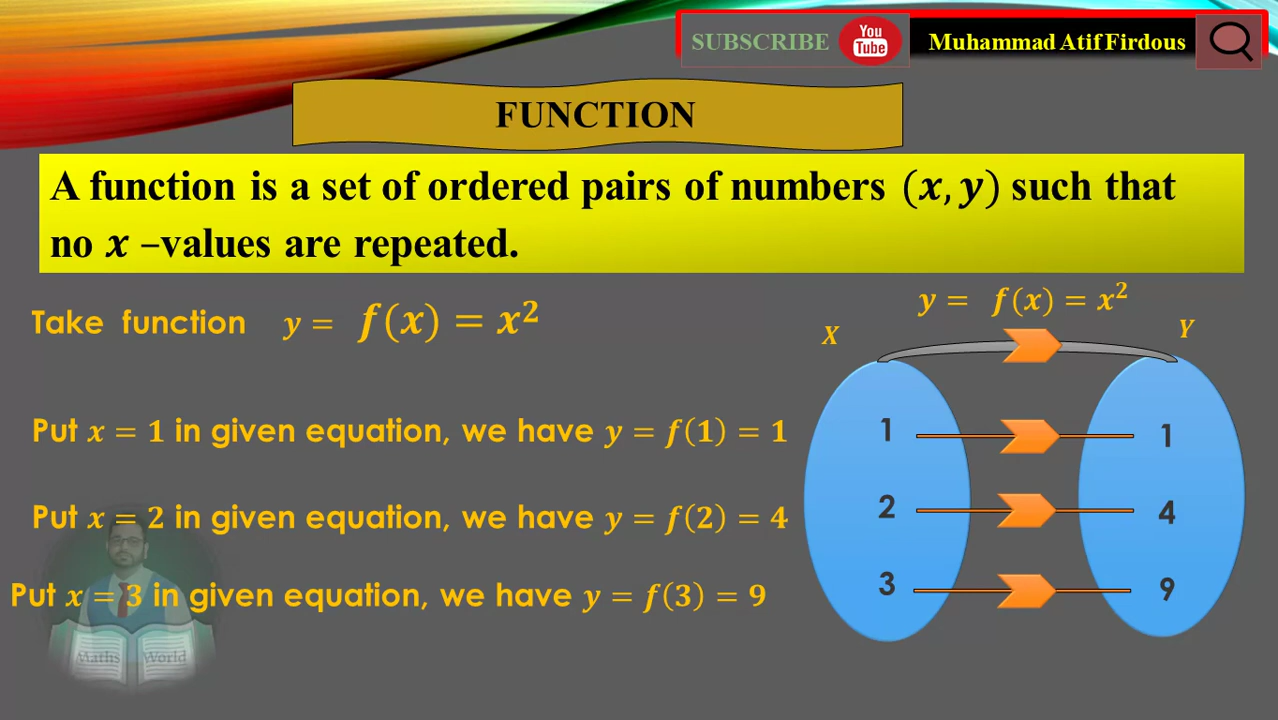 SUBSCRIBE You Tube Muhammad Atif Firdous
FUNCTION
A function is a set of ordered pairs of numbers (x, y) such that
no x –values are repeated.
Take function y = f(x) = x²
y = f(x) = x²
X Y
Put x = 1 in given equation, we have y = f(1) = 1
Put x = 2 in given equation, we have y = f(2) = 4
Put x = 3 in given equation, we have y = f(3) = 9
1 1
2 4
3 9
Maths World